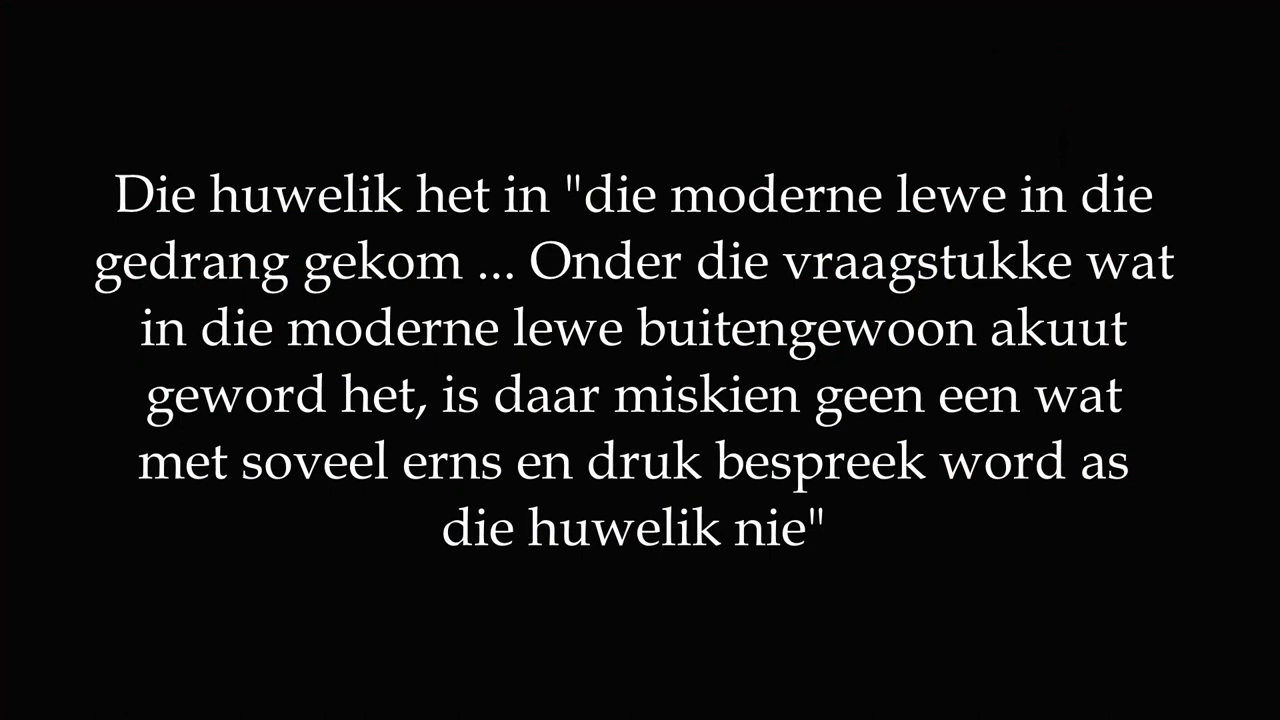 Die huwelik het in "die moderne lewe in die
gedrang gekom ... Onder die vraagstukke wat
in die moderne lewe buitengewoon akuut
geword het, is daar miskien geen een wat
met soveel erns en druk bespreek word as
die huwelik nie"